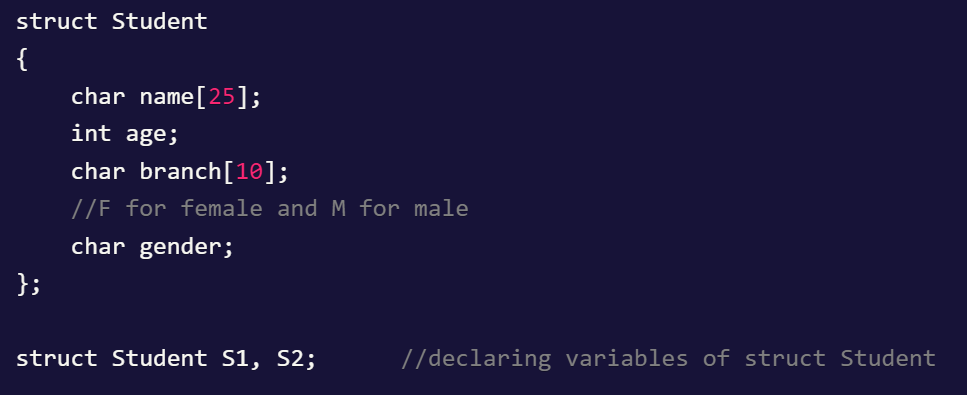 struct Student
{
    char name[25];
    int age;
    char branch[10];
    //F for female and M for male
    char gender;
};
struct Student S1, S2;      //declaring variables of struct Student